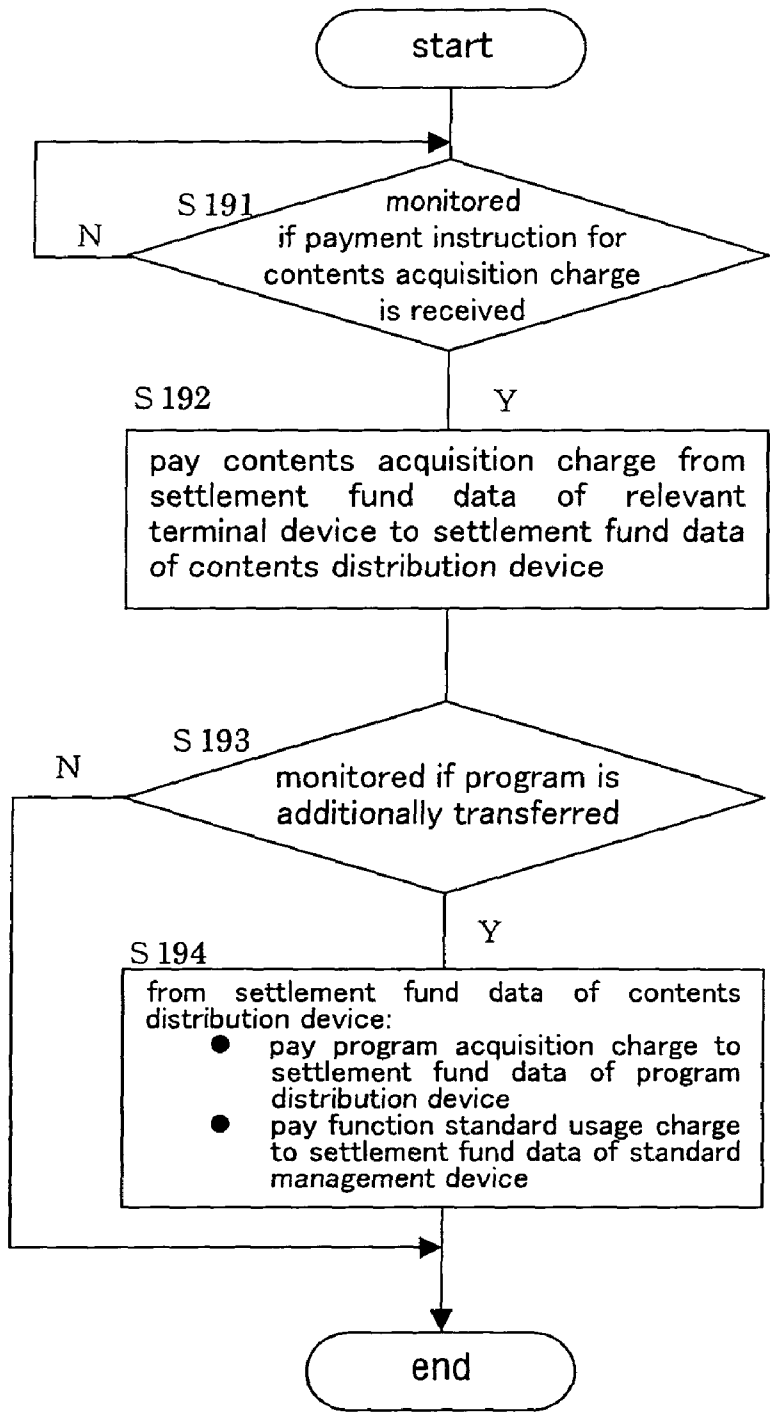 start
S 191
monitored
if payment instruction for
contents acquisition charge
is received
N
S 192
Y
pay contents acquisition charge from
settlement fund data of relevant
terminal device to settlement fund data
of contents distribution device
S 193
N
monitored if program is
additionally transferred
Y
S 194
from settlement fund data of contents
distribution device:
● pay program acquisition charge to
settlement fund data of program
distribution device
● pay function standard usage charge
to settlement fund data of standard
management device
end